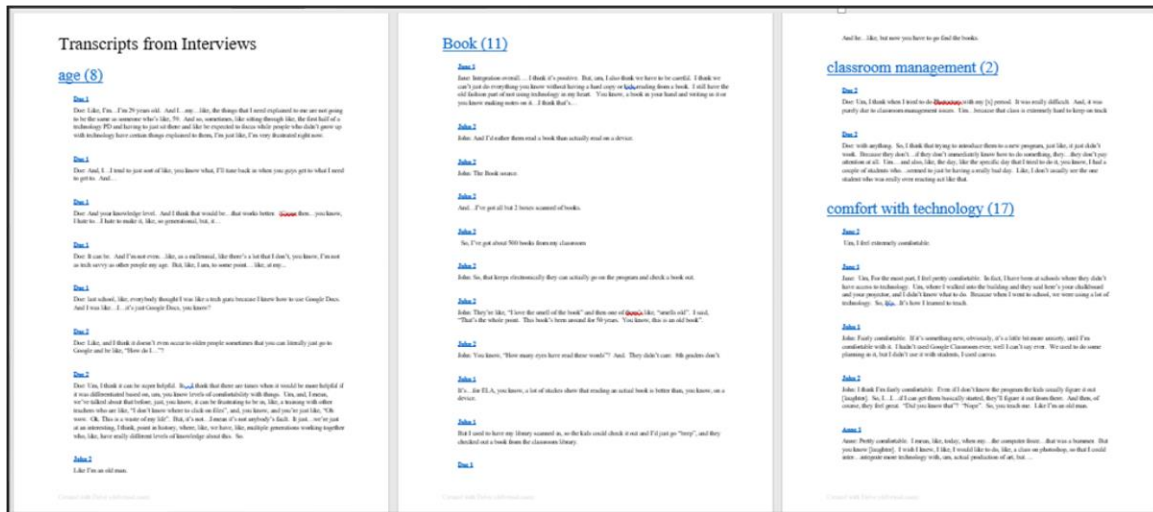 Transcripts from Interviews
age (8)
Doe 1
Doe: Like, I'm…I'm 29 years old. And I…my…like, the things that I need explained to me are not going
to be the same as someone who's like, 59. And so, sometimes, like sitting through like, the first half of a
technology PD and having to just sit there and like be expected to focus while people who didn't grow up
with technology have certain things explained to them, I'm just like, I'm very frustrated right now.
Doe 1
Doe: And, I…I tend to just sort of like, you know what, I'll tune back in when you guys get to what I need
to get to. And…
Doe 1
Doe: And your knowledge level. And I think that would be…that works better. then…you know,
I hate to…I hate to make it, like, so generational, but, it…
Doe 1
Doe: It can be. And I'm not even…like, as a millennial, like there's a lot that I don't, you know, I'm not
as tech savvy as other people my age. But, like, I am, to some point… like, at my…
Doe 1
Doe: last school, like, everybody thought I was like a tech guru because I knew how to use Google Docs.
And I was like…I…it's just Google Docs, you know?
Doe 2
Doe: Like, and I think it doesn't even occur to older people sometimes that you can literally just go to
Google and be like, "How do I…"?
Doe 2
Doe: Um, I think it can be super helpful. I think that there are times when it would be more helpful if
it was differentiated based on, um, you know levels of comfortability with things. Um, and, I mean,
we've talked about that before, just, you know, it can be frustrating to be in, like, a training with other
teachers who are like, "I don't know where to click on files", and, you know, and you're just like, "Oh
wow. Ok. This is a waste of my life". But, it's not…I mean it's not anybody's fault. It just…we're just
at an interesting, I think, point in history, where, like, we have, like, multiple generations working together
who, like, have really different levels of knowledge about this. So.
John 2
Like I'm an old man.
Book (11)
Jane 1
Jane: Integration overall….I think it's positive. But, um, I also think we have to be careful. I think we
can't just do everything you know without having a hard copy or reading from a book. I still have the
old fashion part of not using technology in my heart. You know, a book in your hand and writing in it or
you know making notes on it…I think that's…
John 2
John: And I'd rather them read a book than actually read on a device.
John 2
John: The Book source.
John 2
And…I've got all but 2 boxes scanned of books.
John 2
So, I've got about 500 books from my classroom
John 2
John: So, that keeps electronically they can actually go on the program and check a book out.
John 2
John: They're like, "I love the smell of the book" and then one of like, "smells old". I said,
"That's the whole point. This book's been around for 50 years. You know, this is an old book".
John 2
John: You know, "How many eyes have read these words"? And. They didn't care. 8th graders don't
John 1
It's…for ELA, you know, a lot of studies show that reading an actual book is better than, you know, on a
device.
John 1
But I used to have my library scanned in, so the kids could check it out and I'd just go "beep", and they
checked out a book from the classroom library.
Doe 1
And he…like, but now you have to go find the books.
classroom management (2)
Doe 2
Doe: Um, I think when I tried to do with my [x] period. It was really difficult. And, it was
purely due to classroom management issues. Um…because that class is extremely hard to keep on track
Doe 2
Doe: with anything. So, I think that trying to introduce them to a new program, just like, it just didn't
work. Because they don't…if they don't immediately know how to do something, they…they don't pay
attention at all. Um…and also, like, the day, like the specific day that I tried to do it, you know, I had a
couple of students who…seemed to just be having a really bad day. Like, I don't usually see the one
student who was really even reacting act like that.
comfort with technology (17)
Jane 2
Um, I feel extremely comfortable.
Jane 1
Jane: Um, For the most part, I feel pretty comfortable. In fact, I have been at schools where they didn't
have access to technology. Um, where I walked into the building and they said here's your chalkboard
and your projector, and I didn't know what to do. Because when I went to school, we were using a lot of
technology. So, It's how I learned to teach.
John 1
John: Fairly comfortable. If it's something new, obviously, it's a little bit more anxiety, until I'm
comfortable with it. I hadn't used Google Classroom ever, well I can't say ever. We used to do some
planning in it, but I didn't use it with students, I used canvas.
John 2
John: I think I'm fairly comfortable. Even if I don't know the program the kids usually figure it out
[laughter]. So, I…I…if I can get them basically started, they'll figure it out from there. And then, of
course, they feel great. "Did you know that"? "Nope". So, you teach me. Like I'm an old man.
Anne 1
Anne: Pretty comfortable. I mean, like, today, when my…the computer froze…that was a bummer. But
you know [laughter]. I wish I knew, I like, I would like to do, like, a class on photoshop, so that I could
inter…integrate more technology with, um, actual production of art, but. …